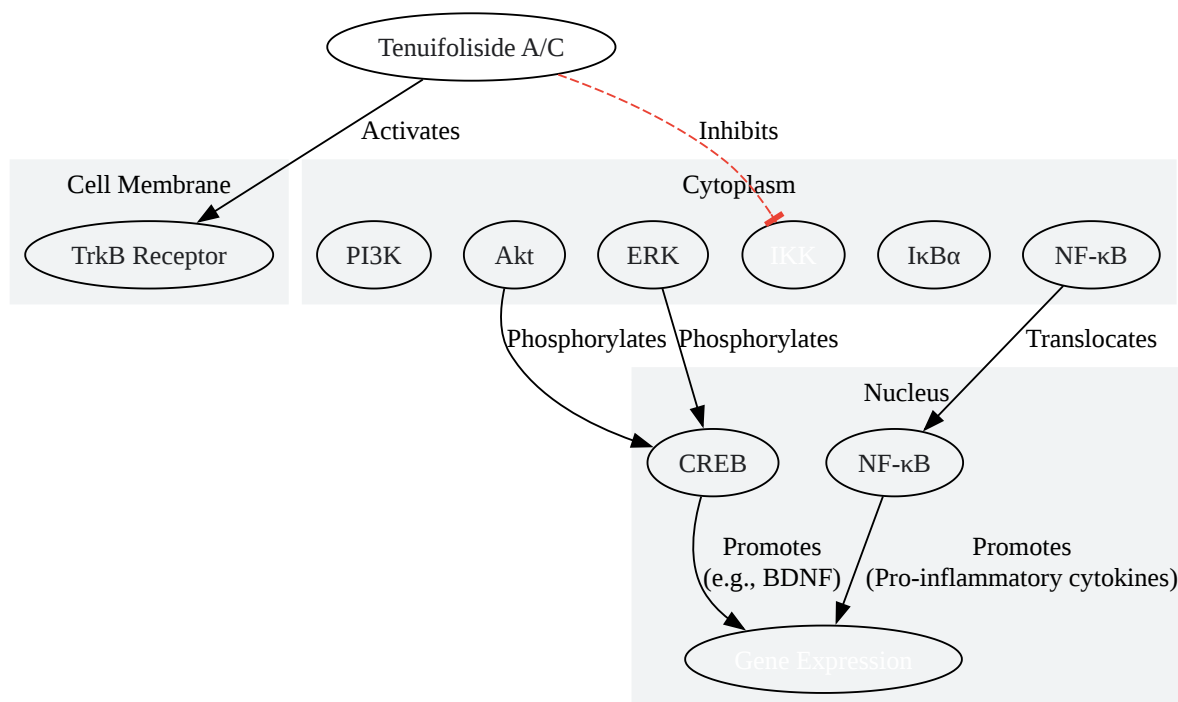 Tenuifoliside A/C
Activates
Inhibits
Cell Membrane
Cytoplasm
TrkB Receptor
PI3K
Akt
ERK
IKK
IκBα
NF-κB
Phosphorylates
Phosphorylates
Translocates
Nucleus
CREB
NF-κB
Promotes
(e.g., BDNF)
Promotes
(Pro-inflammatory cytokines)
Gene Expression